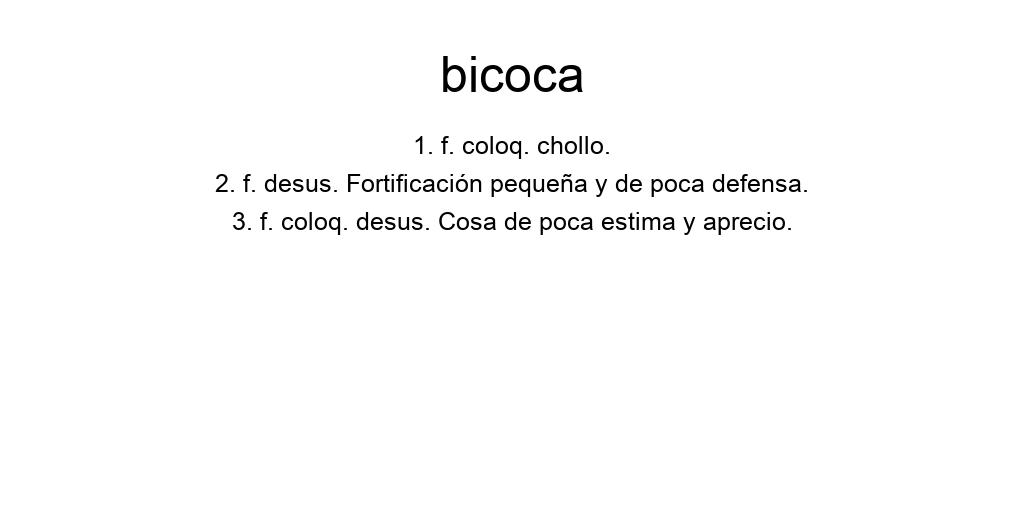 bicoca
1. f. coloq. chollo.
2. f. desus. Fortificación pequeña y de poca defensa.
3. f. coloq. desus. Cosa de poca estima y aprecio.